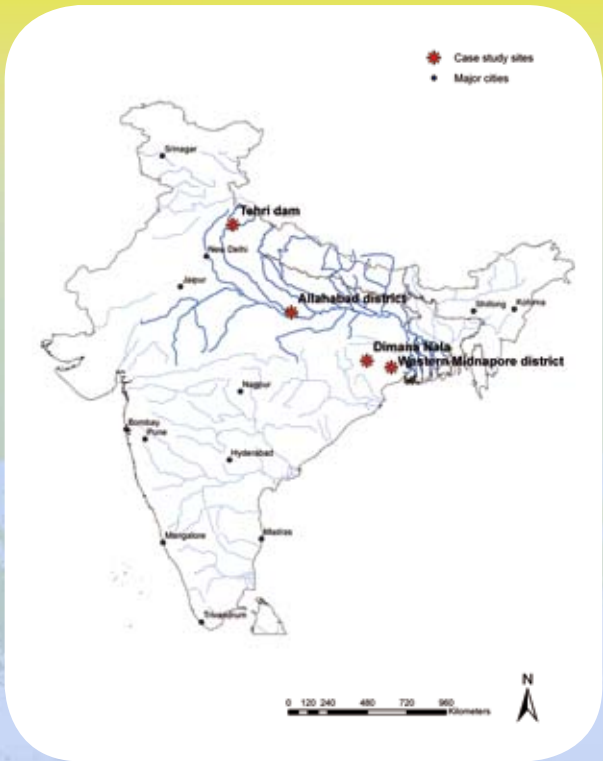 Case study sites
Major cities
Srinagar
Tehri dam
New Delhi
Jaipur
Allahabad district
Shillong
Kohima
Dimana Nala
Western Midnapore district
Nagpur
Bombay
Pune
Hyderabad
Mangalore
Madras
Trivandrum
N
0 120 240 480 720 960
Kilometers